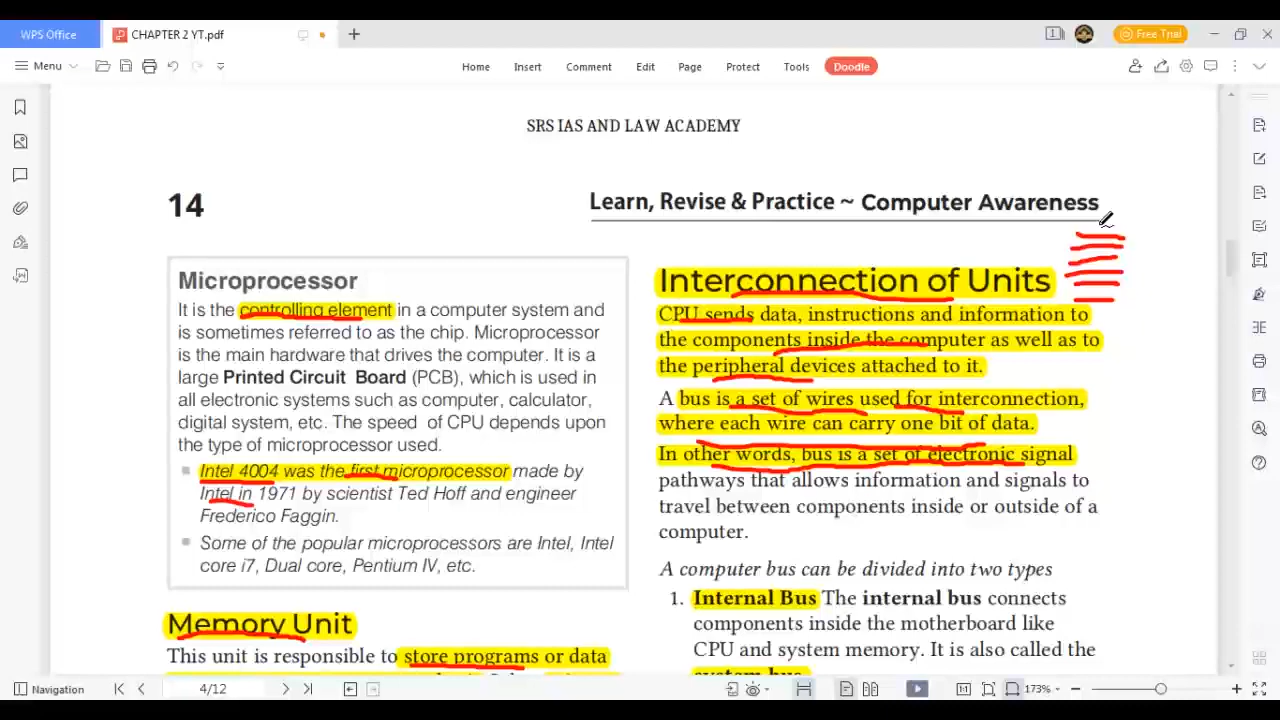 WPS Office
CHAPTER 2 YT.pdf
Free Trial
Menu
Home Insert Comment Edit Page Protect Tools Doodle
SRS IAS AND LAW ACADEMY
14
Learn, Revise & Practice ~ Computer Awareness
Microprocessor
It is the controlling element in a computer system and
is sometimes referred to as the chip. Microprocessor
is the main hardware that drives the computer. It is a
large Printed Circuit Board (PCB), which is used in
all electronic systems such as computer, calculator,
digital system, etc. The speed of CPU depends upon
the type of microprocessor used.
Intel 4004 was the first microprocessor made by
Intel in 1971 by scientist Ted Hoff and engineer
Frederico Faggin.
Some of the popular microprocessors are Intel, Intel
core i7, Dual core, Pentium IV, etc.
Memory Unit
This unit is responsible to store programs or data
Interconnection of Units
CPU sends data, instructions and information to
the components inside the computer as well as to
the peripheral devices attached to it.
A bus is a set of wires used for interconnection,
where each wire can carry one bit of data.
In other words, bus is a set of electronic signal
pathways that allows information and signals to
travel between components inside or outside of a
computer.
A computer bus can be divided into two types
1. Internal Bus The internal bus connects
components inside the motherboard like
CPU and system memory. It is also called the
system bus
Navigation
4/12
173%